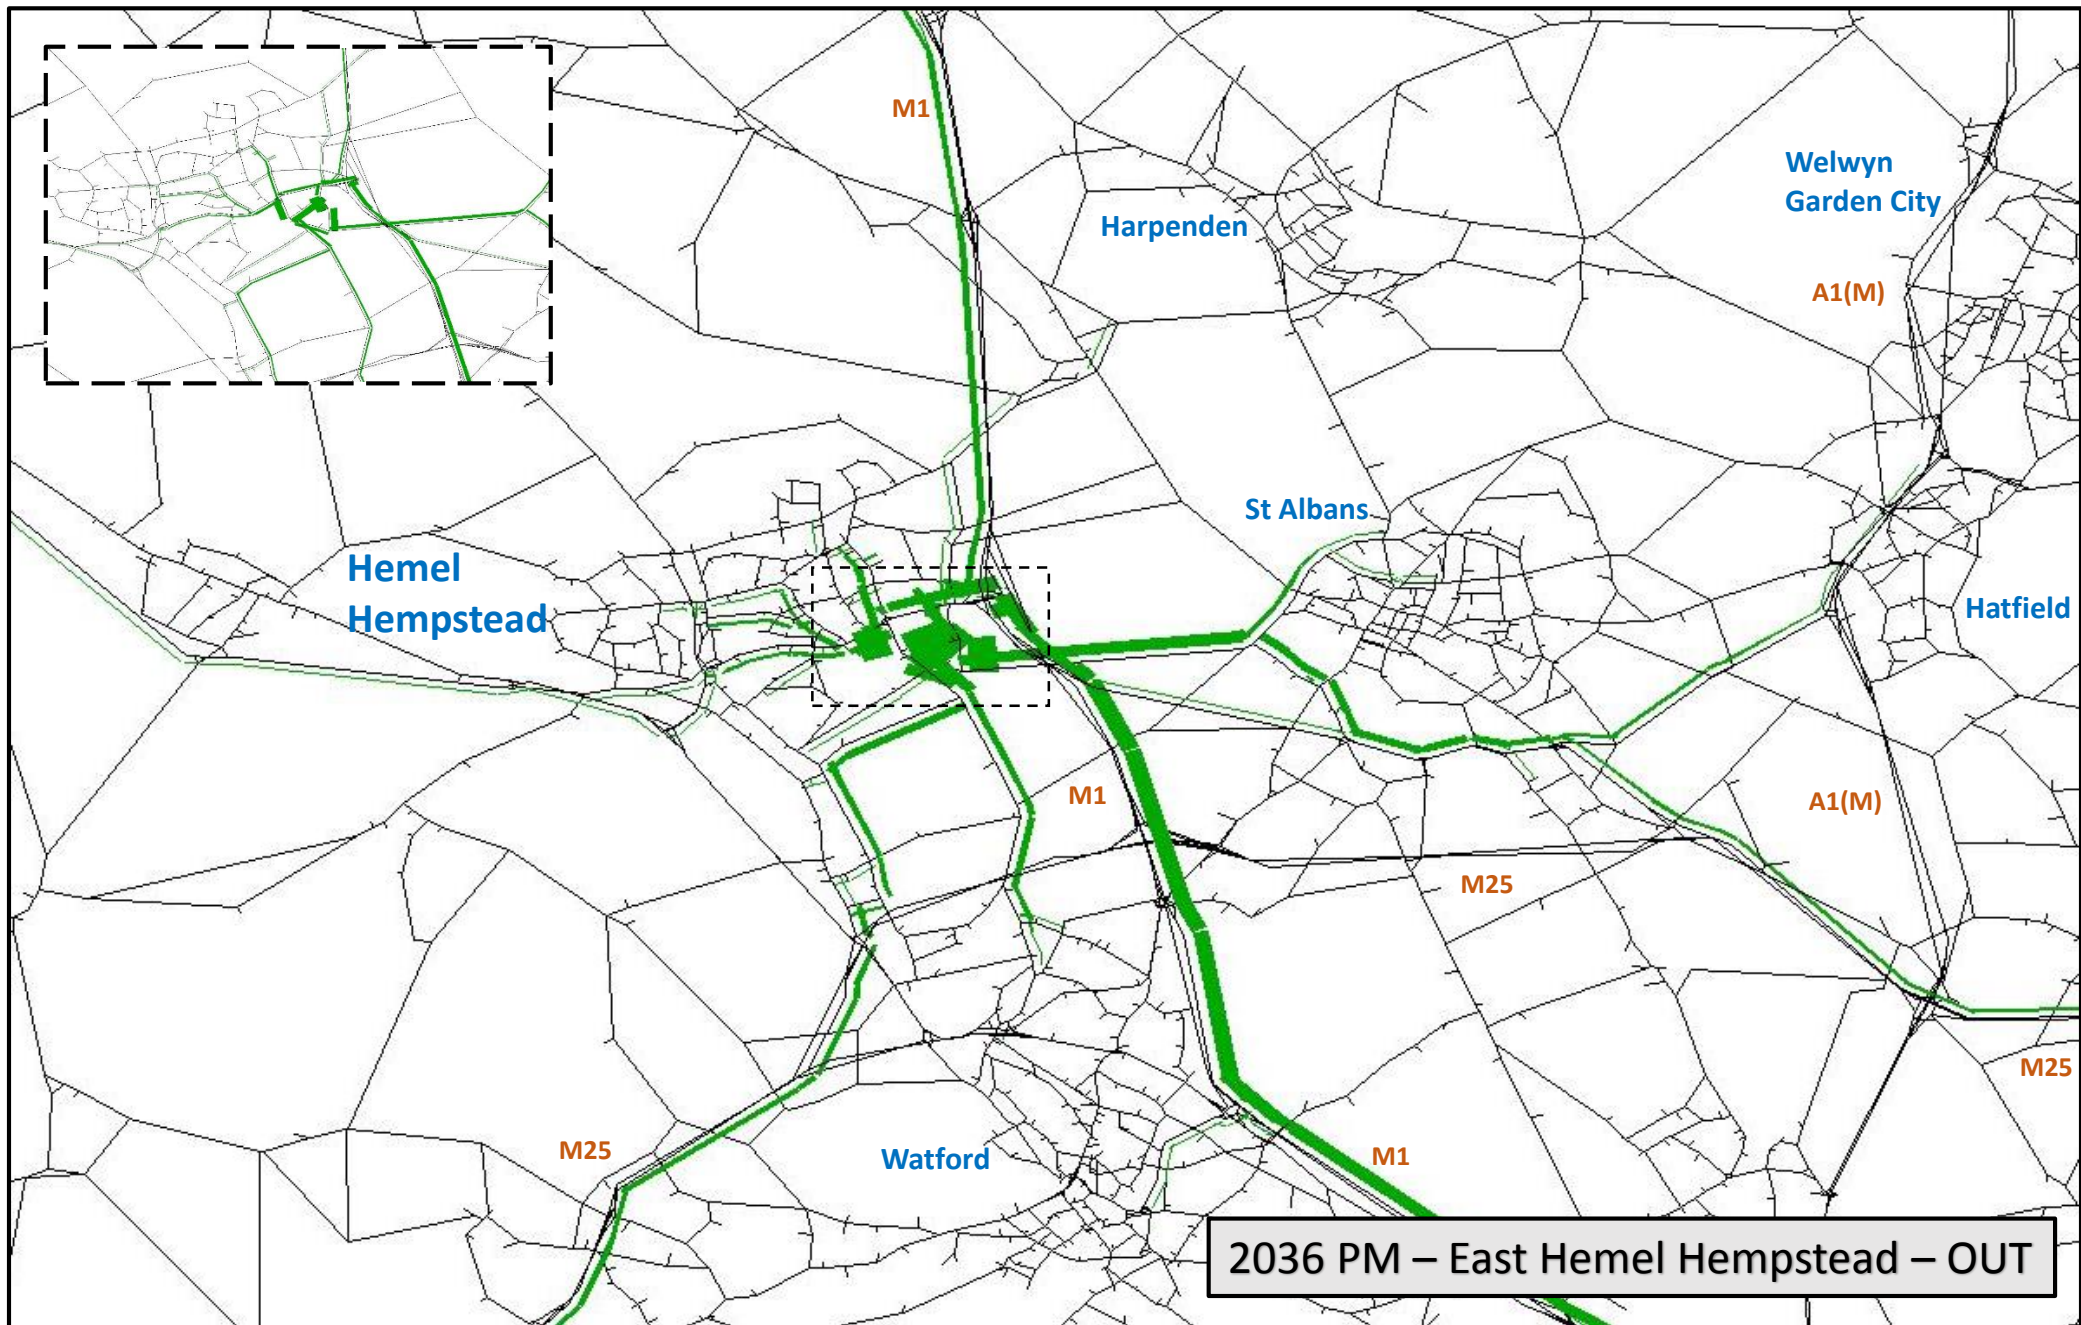 M1
Welwyn
Garden City
Harpenden
A1(M)
St Albans
Hemel
Hempstead
Hatfield
M1
A1(M)
M25
M25
M25
Watford
M1
2036 PM – East Hemel Hempstead – OUT